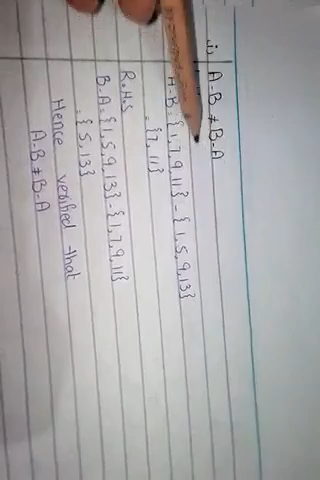 ii) A-B ≠ B-A
A-B = {1,7,9,11} - {1,5,9,13}
= {7,11}
R.H.S
B-A = {1,5,9,13} - {1,7,9,11}
= {5,13}
Hence verified that
A-B ≠ B-A